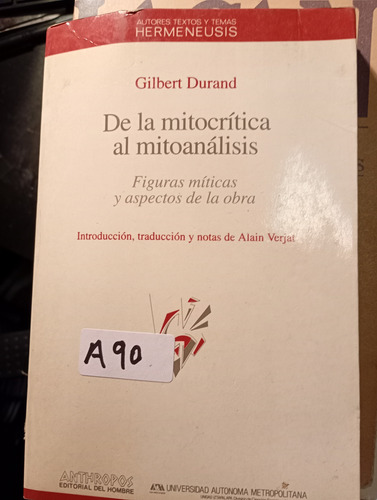 AUTORES, TEXTOS Y TEMAS
HERMENEUSIS
Gilbert Durand
De la mitocrítica
al mitoanálisis
Figuras míticas
y aspectos de la obra
Introducción, traducción y notas de Alain Verjat
A90
ANTHROPOS
EDITORIAL DEL HOMBRE
UNIVERSIDAD AUTONOMA METROPOLITANA